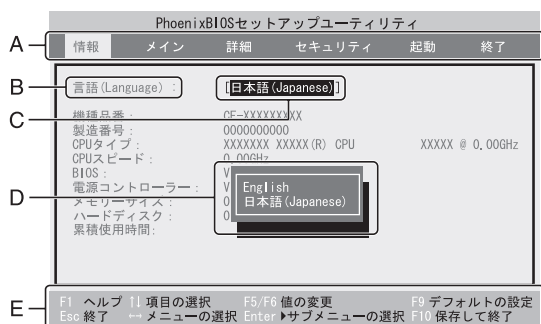 PhoenixBIOSセットアップユーティリティ
A
情報 メイン 詳細 セキュリティ 起動 終了
B
言語(Language) :
[日本語(Japanese)]
C
機種品番 : CF-XXXXXXXX
製造番号 : 0000000000
CPUタイプ : XXXXXXX XXXXX(R) CPU XXXXX @ 0.00GHz
CPUスピード : 0.00GHz
BIOS : V
電源コントローラー : V
D
メモリーサイズ : 0
ハードディスク : 0
累積使用時間:
English
日本語(Japanese)
E
F1 ヘルプ ↑↓ 項目の選択 F5/F6 値の変更 F9 デフォルトの設定
Esc 終了 ←→ メニューの選択 Enter ▶サブメニューの選択 F10 保存して終了